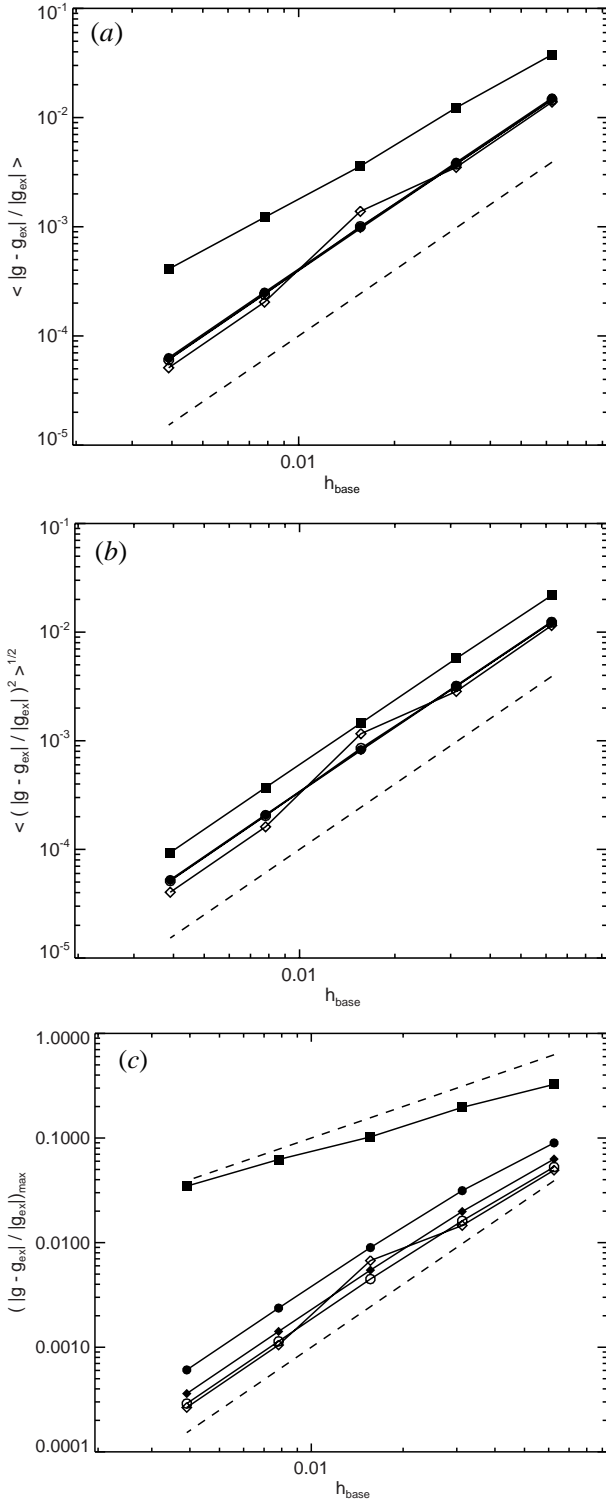 (a)
10⁻¹
10⁻²
10⁻³
10⁻⁴
10⁻⁵
< |g - g_ex| / |g_ex| >
0.01
h_base
(b)
10⁻¹
10⁻²
10⁻³
10⁻⁴
10⁻⁵
< ( |g - g_ex| / |g_ex| )² >^1/2
0.01
h_base
(c)
1.0000
0.1000
0.0100
0.0010
0.0001
( |g - g_ex| / |g_ex|)_max
0.01
h_base